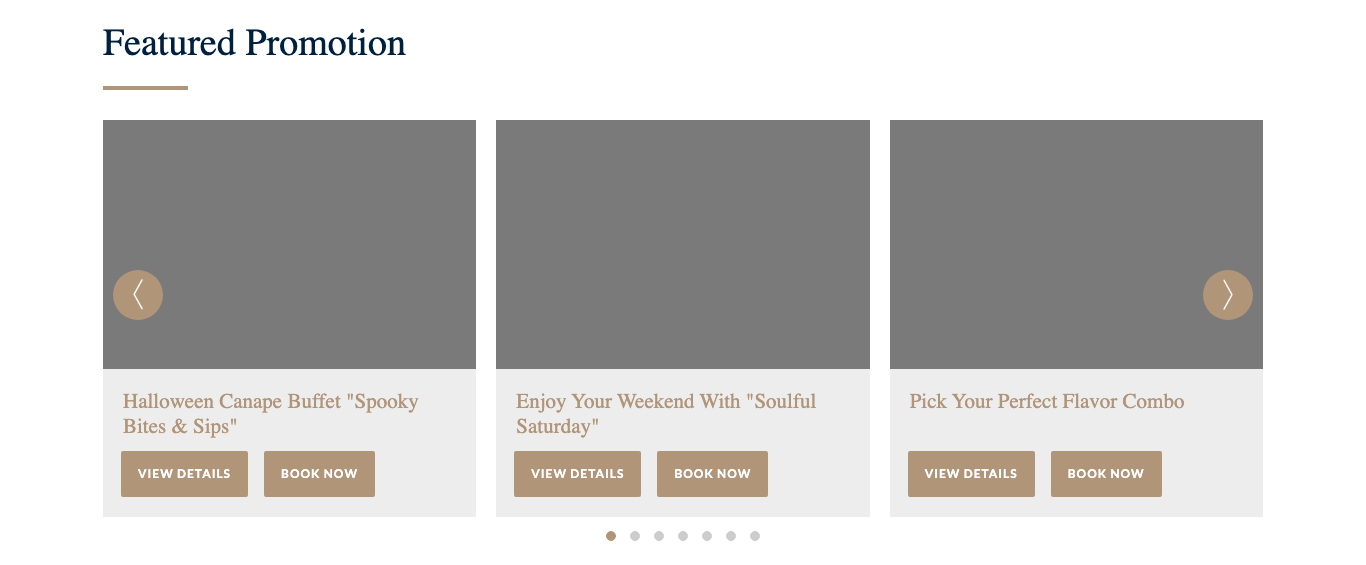 Featured Promotion
Halloween Canape Buffet "Spooky
Bites & Sips"
VIEW DETAILS
BOOK NOW
Enjoy Your Weekend With "Soulful
Saturday"
VIEW DETAILS
BOOK NOW
Pick Your Perfect Flavor Combo
VIEW DETAILS
BOOK NOW